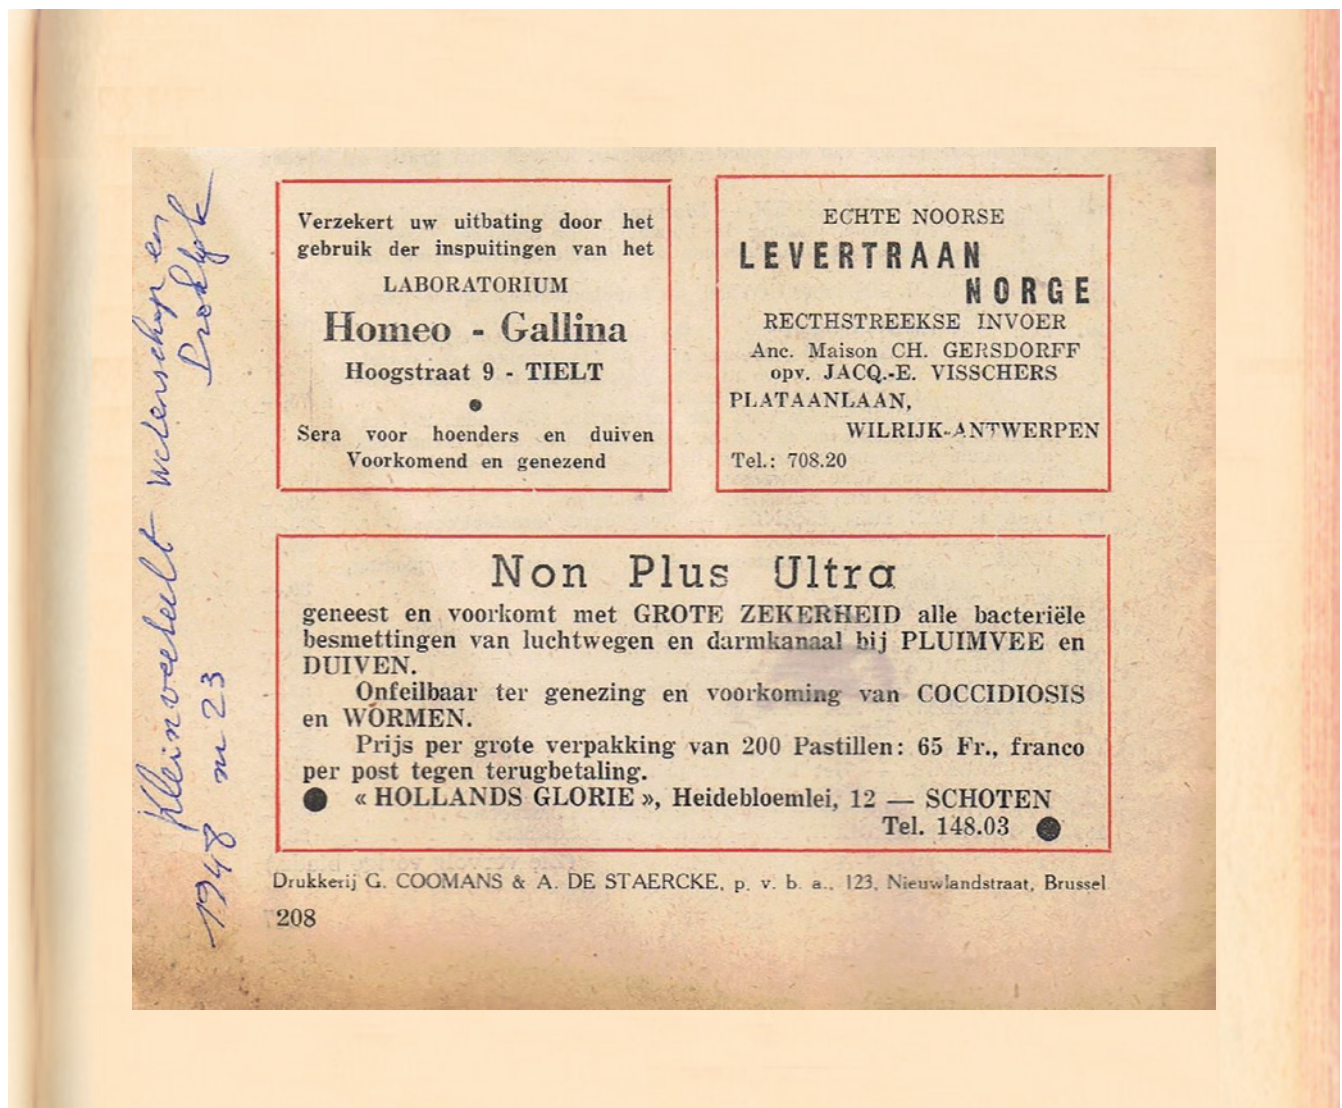 Kleinveeteelt wetenschap en
Praktijk
1948 nr 23
Verzekert uw uitbating door het
gebruik der inspuitingen van het
LABORATORIUM
Homeo - Gallina
Hoogstraat 9 - TIELT
Sera voor hoenders en duiven
Voorkomend en genezend
ECHTE NOORSE
LEVERTRAAN
NORGE
RECTHSTREEKSE INVOER
Anc. Maison CH. GERSDORFF
opv. JACQ.-E. VISSCHERS
PLATAANLAAN,
WILRIJK-ANTWERPEN
Tel.: 708.20
Non Plus Ultra
geneest en voorkomt met GROTE ZEKERHEID alle bacteriële
besmettingen van luchtwegen en darmkanaal bij PLUIMVEE en
DUIVEN.
Onfeilbaar ter genezing en voorkoming van COCCIDIOSIS
en WORMEN.
Prijs per grote verpakking van 200 Pastillen: 65 Fr., franco
per post tegen terugbetaling.
● « HOLLANDS GLORIE », Heidebloemlei, 12 — SCHOTEN
Tel. 148.03 ●
Drukkerij G. COOMANS & A. DE STAERCKE, p. v. b. a., 123, Nieuwlandstraat, Brussel
208